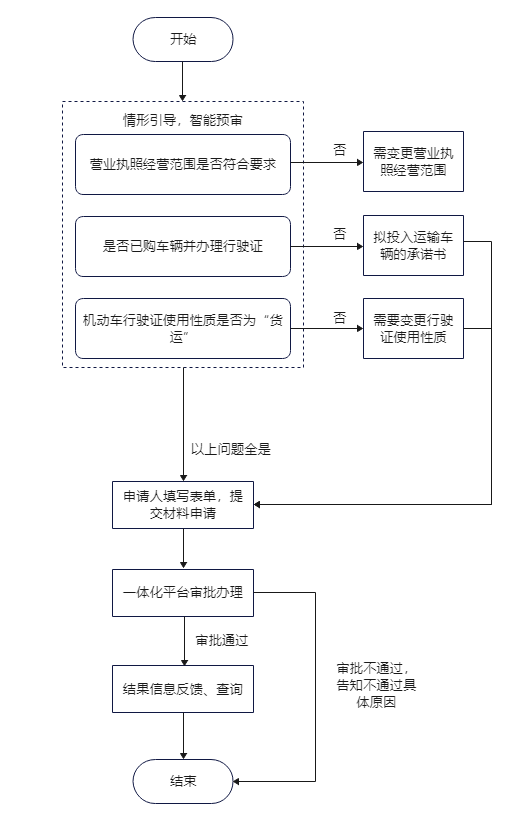 开始
情形引导，智能预审
营业执照经营范围是否符合要求
否
需变更营业执
照经营范围
是否已购车辆并办理行驶证
否
拟投入运输车
辆的承诺书
机动车行驶证使用性质是否为“货
运”
否
需要变更行驶
证使用性质
以上问题全是
申请人填写表单，提
交材料申请
一体化平台审批办理
审批通过
审批不通过，
告知不通过具
体原因
结果信息反馈、查询
结束